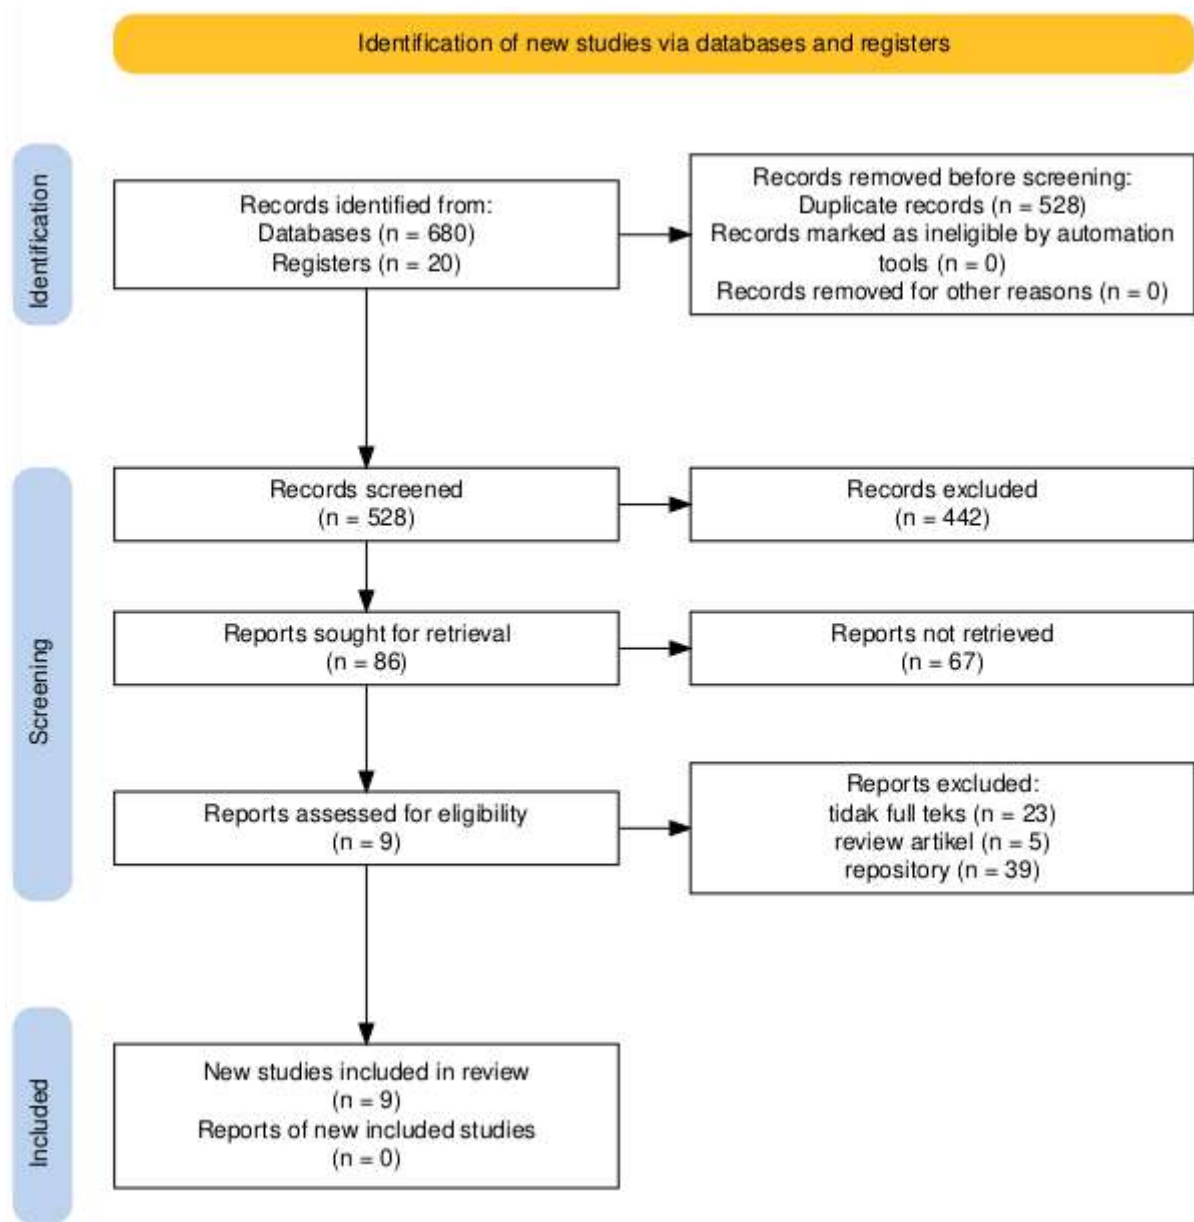 Identification of new studies via databases and registers
Identification
Records identified from:
Databases (n = 680)
Registers (n = 20)
Records removed before screening:
Duplicate records (n = 528)
Records marked as ineligible by automation
tools (n = 0)
Records removed for other reasons (n = 0)
Screening
Records screened
(n = 528)
Records excluded
(n = 442)
Reports sought for retrieval
(n = 86)
Reports not retrieved
(n = 67)
Reports assessed for eligibility
(n = 9)
Reports excluded:
tidak full teks (n = 23)
review artikel (n = 5)
repository (n = 39)
Included
New studies included in review
(n = 9)
Reports of new included studies
(n = 0)